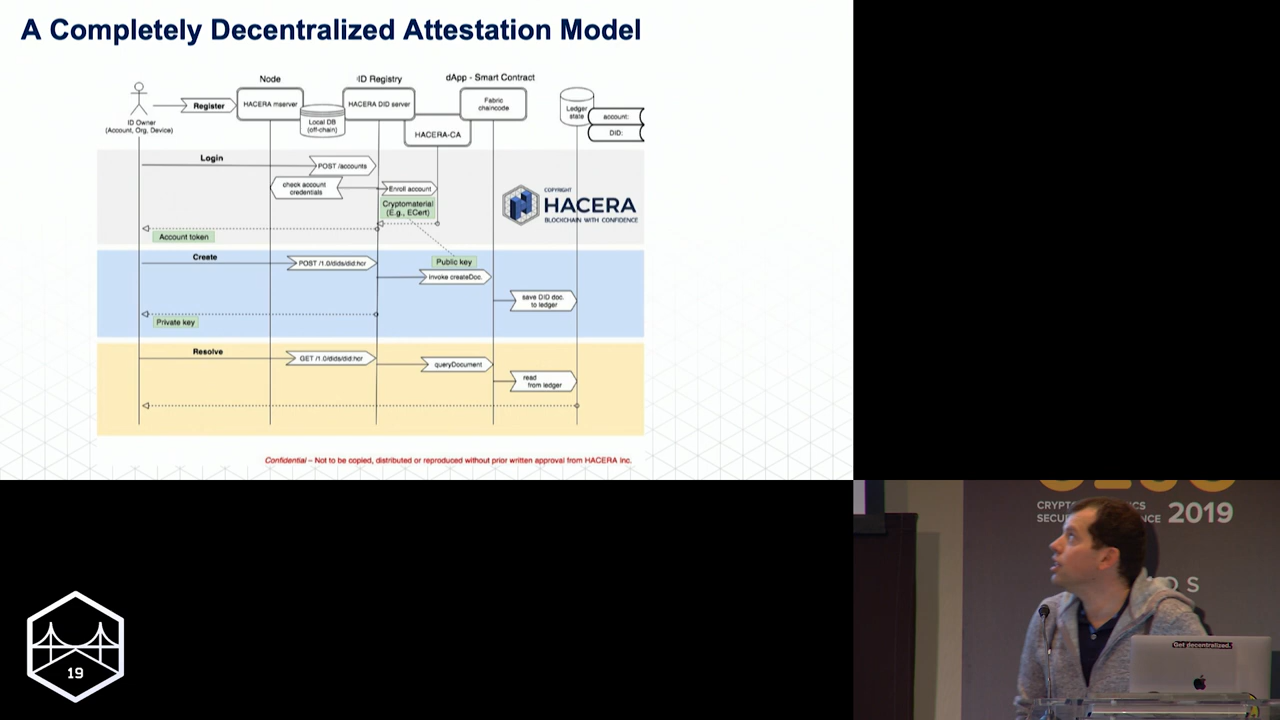 A Completely Decentralized Attestation Model
Node
ID Registry
dApp - Smart Contract
Register
HACERA mserver
HACERA DID server
Fabric
chaincode
Ledger
state
account:
DID:
Local DB
(off-chain)
HACERA-CA
ID Owner
(Account, Org, Device)
Login
POST /accounts
check account
credentials
Enroll account
Cryptomaterial
(E.g., ECert)
Account token
COPYRIGHT
HACERA
BLOCKCHAIN WITH CONFIDENCE
Create
POST /1.0/dids/did:hcr
Public key
Invoke createDoc.
save DID doc.
to ledger
Private key
Resolve
GET /1.0/dids/did:hcr
queryDocument
read
from ledger
Confidential – Not to be copied, distributed or reproduced without prior written approval from HACERA Inc.
2019
Get decentralized.
19